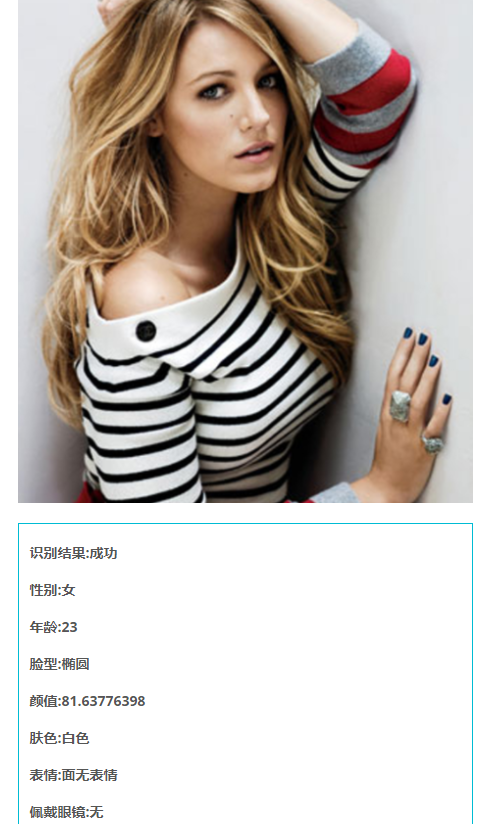 识别结果:成功
性别:女
年龄:23
脸型:椭圆
颜值:81.63776398
肤色:白色
表情:面无表情
佩戴眼镜:无